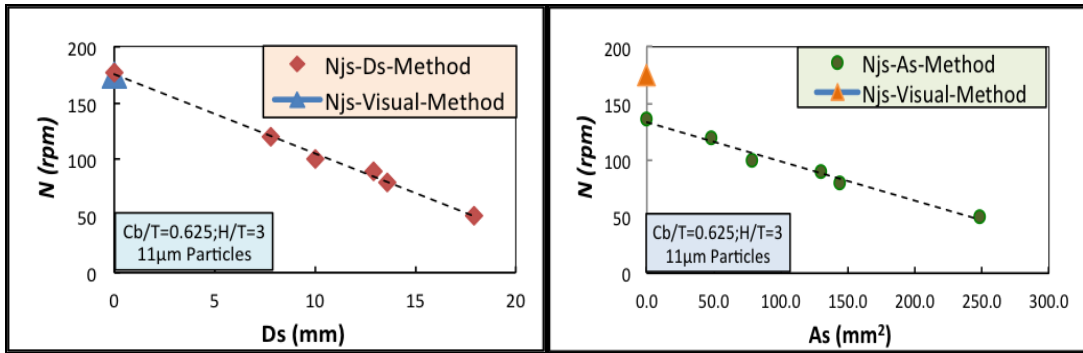 200
150
100
50
0
N (rpm)
Njs-Ds-Method
Njs-Visual-Method
Cb/T=0.625;H/T=3
11µm Particles
0 5 10 15 20
Ds (mm)
200
150
100
50
0
N (rpm)
Njs-As-Method
Njs-Visual-Method
Cb/T=0.625;H/T=3
11µm Particles
0.0 50.0 100.0 150.0 200.0 250.0 300.0
As (mm²)